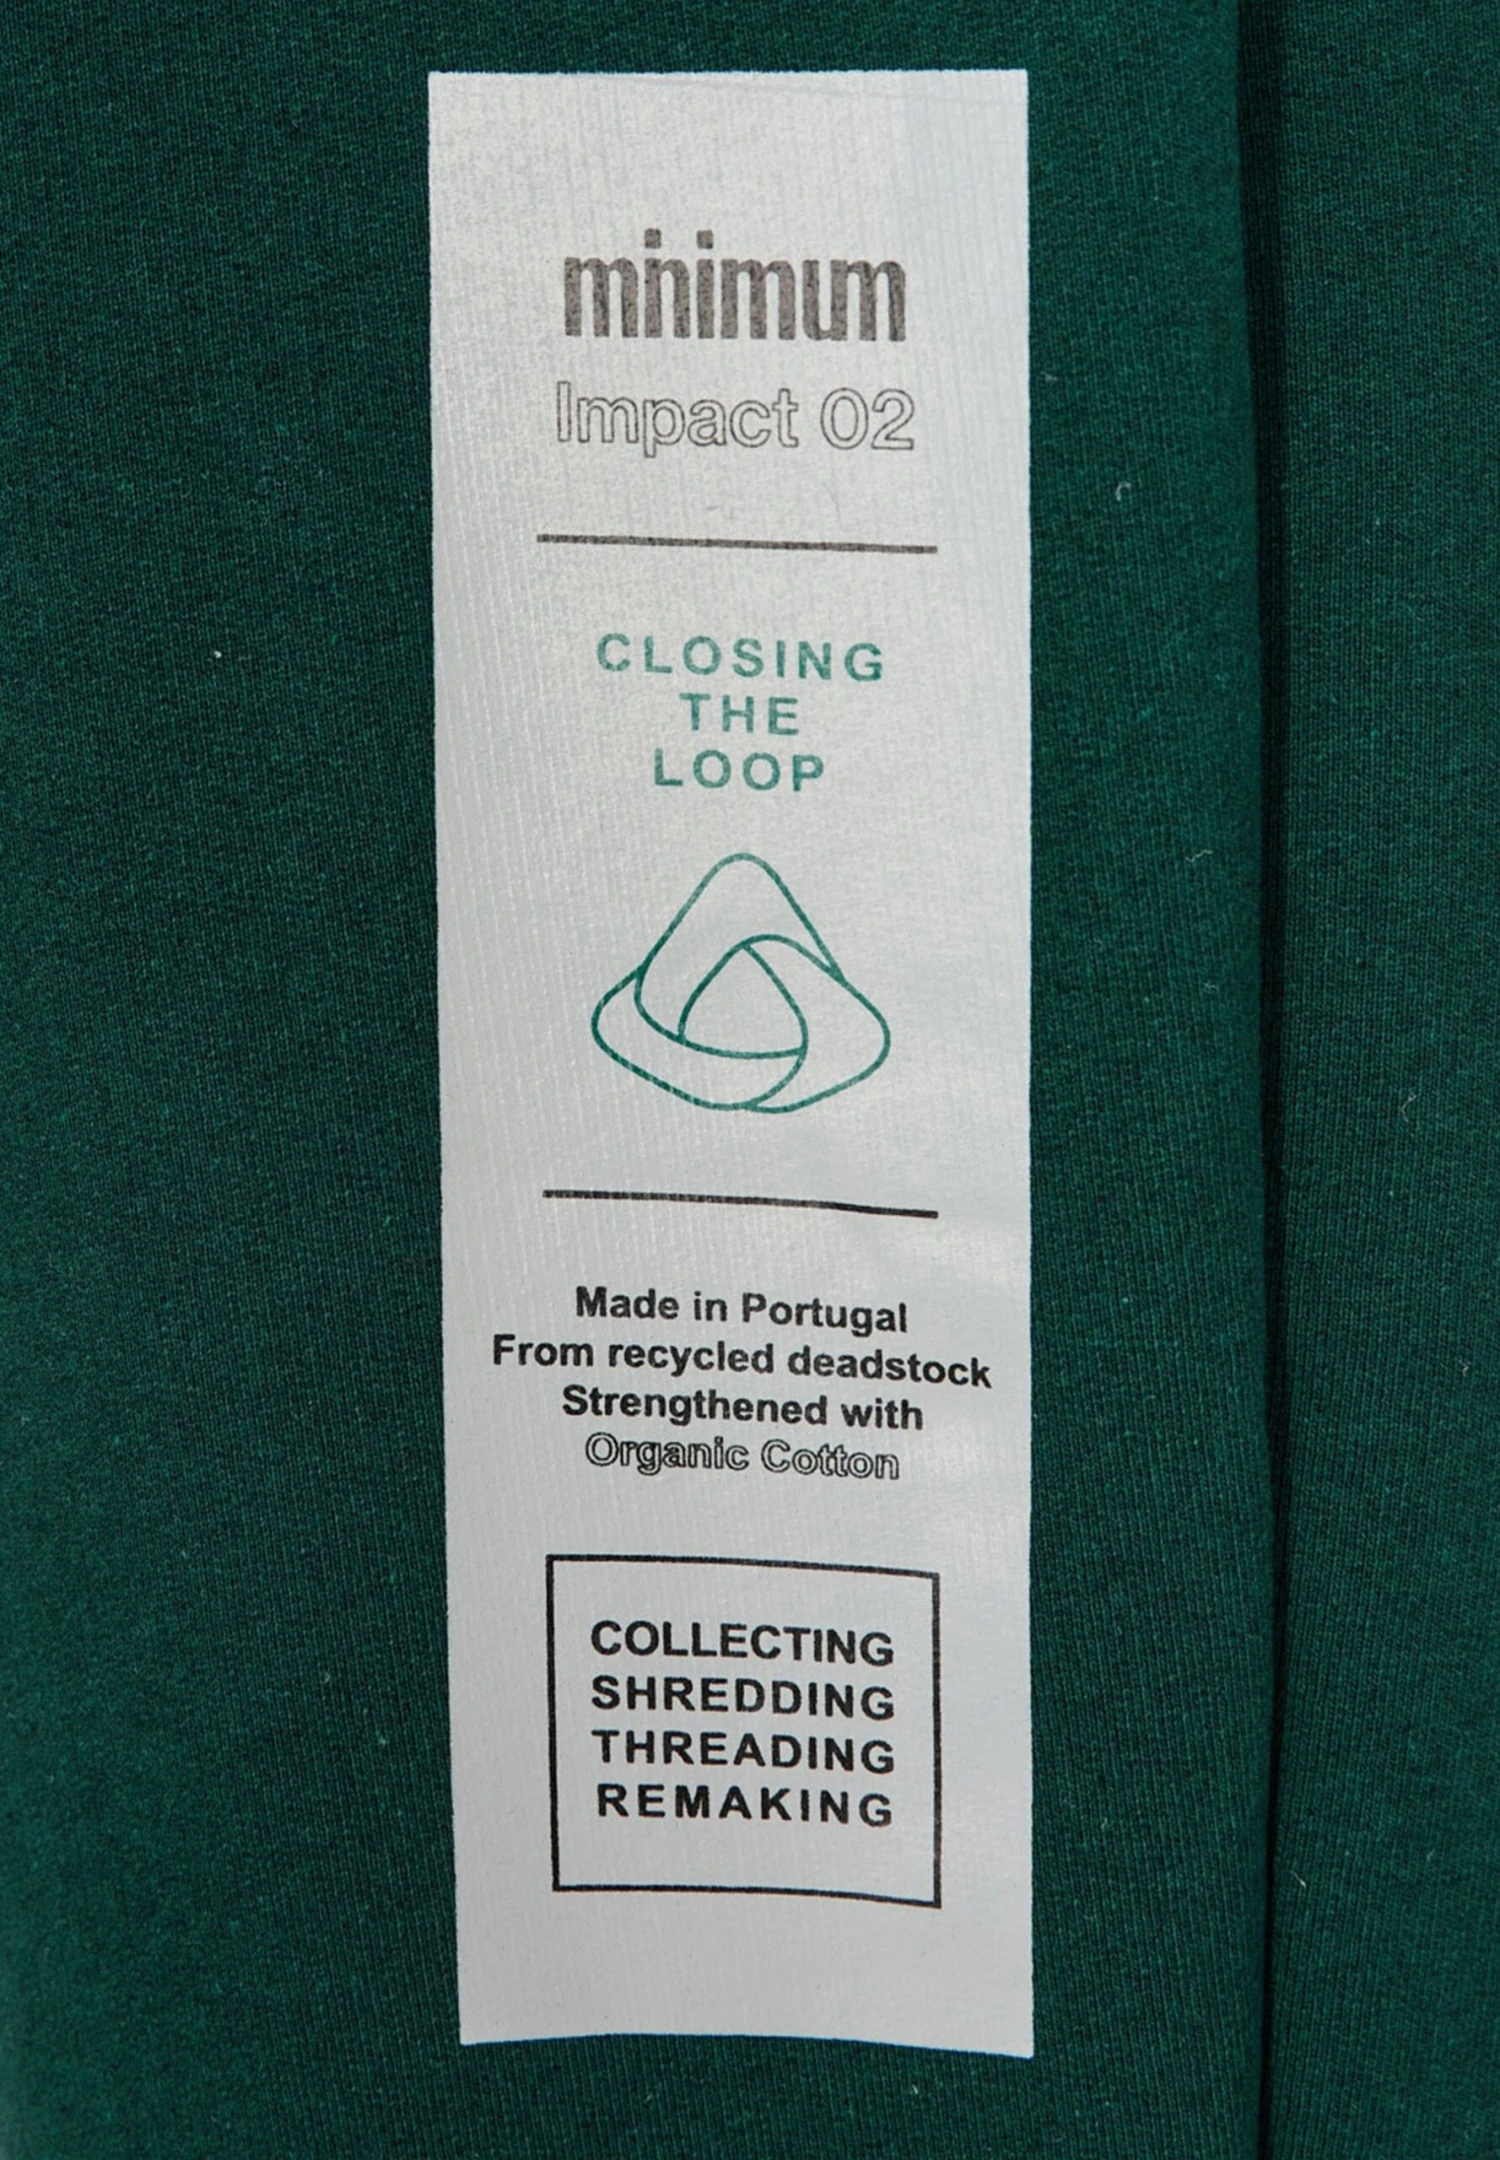 minimum
Impact 02
CLOSING
THE
LOOP
Made in Portugal
From recycled deadstock
Strengthened with
Organic Cotton
COLLECTING
SHREDDING
THREADING
REMAKING